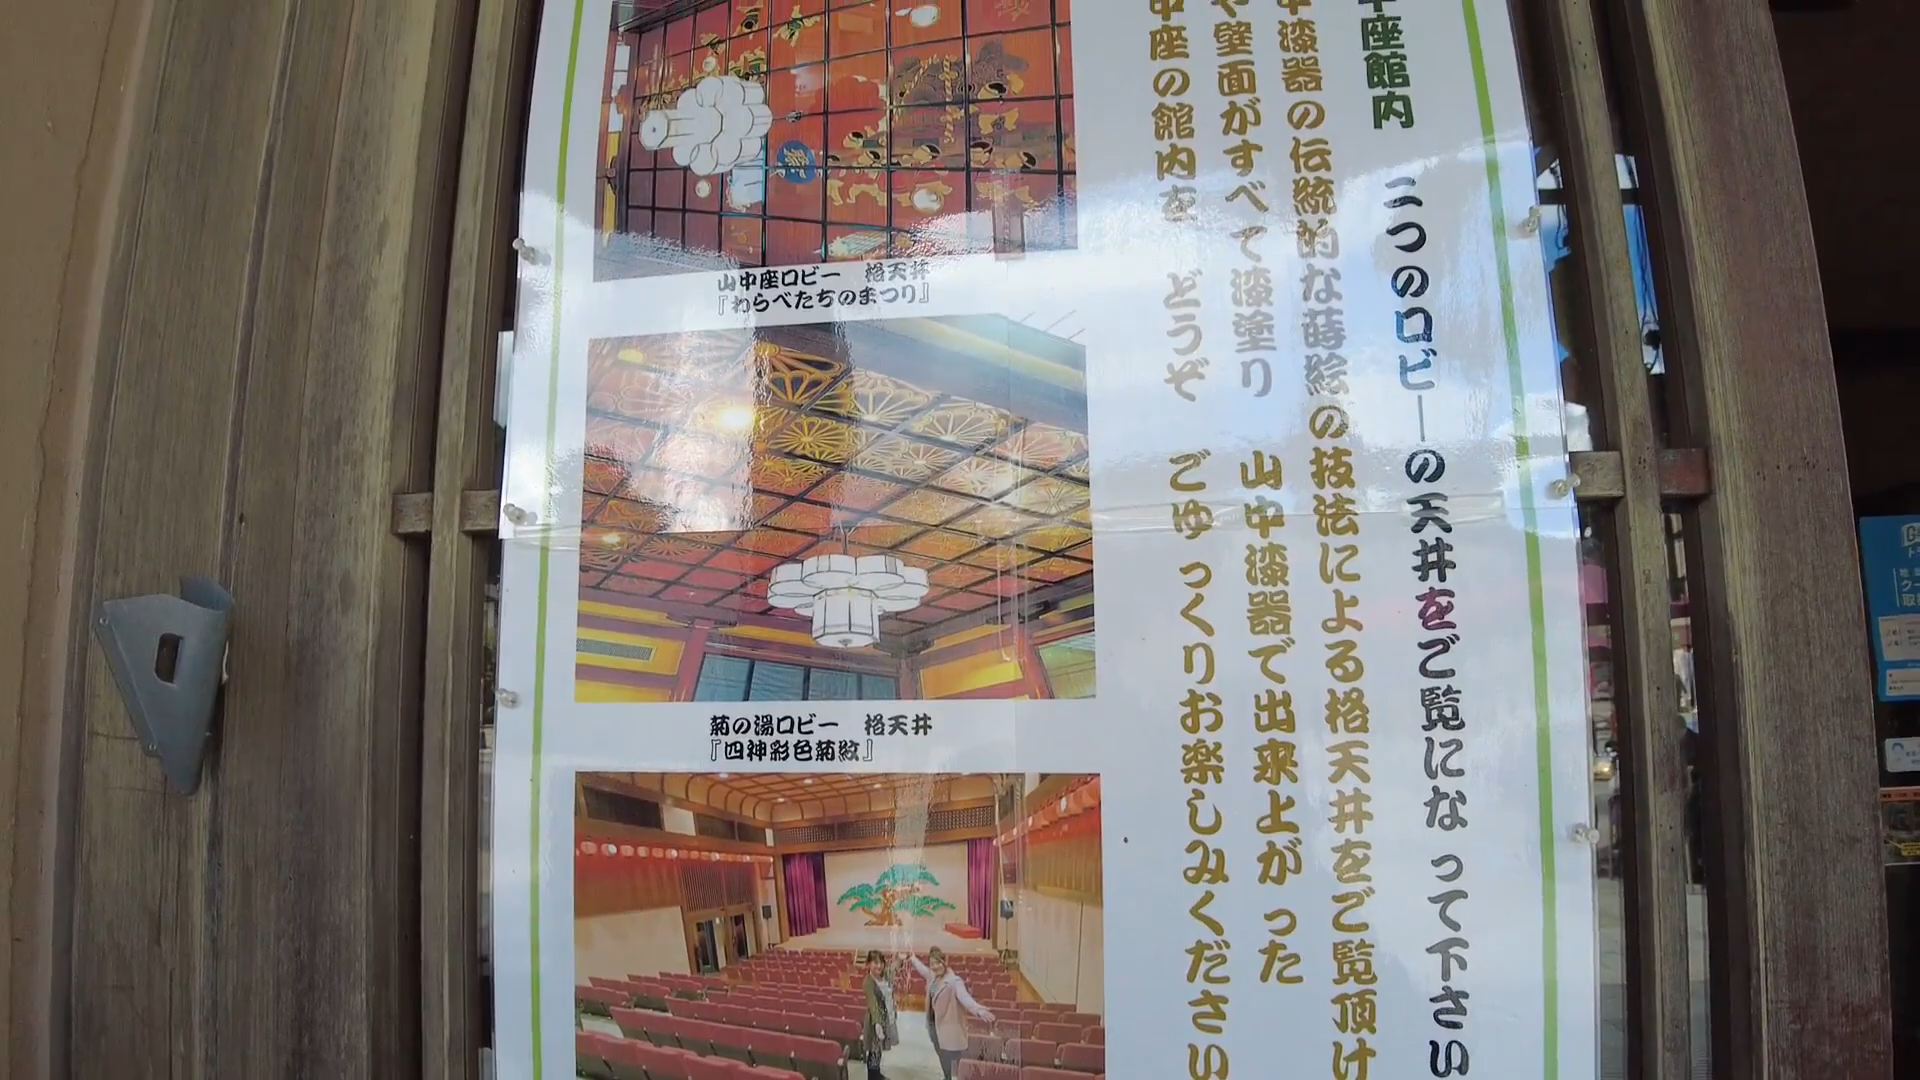 座館内 二つのロビーの天井をご覧になって下さい
漆器の伝統的な蒔絵の技法による格天井をご覧頂け
や壁面がすべて漆塗り 山中漆器で出来上がった
中座の館内を どうぞ ごゆっくりお楽しみください
山中座ロビー 格天井
『わらべたちのまつり』
菊の湯ロビー 格天井
『四神彩色菊紋』